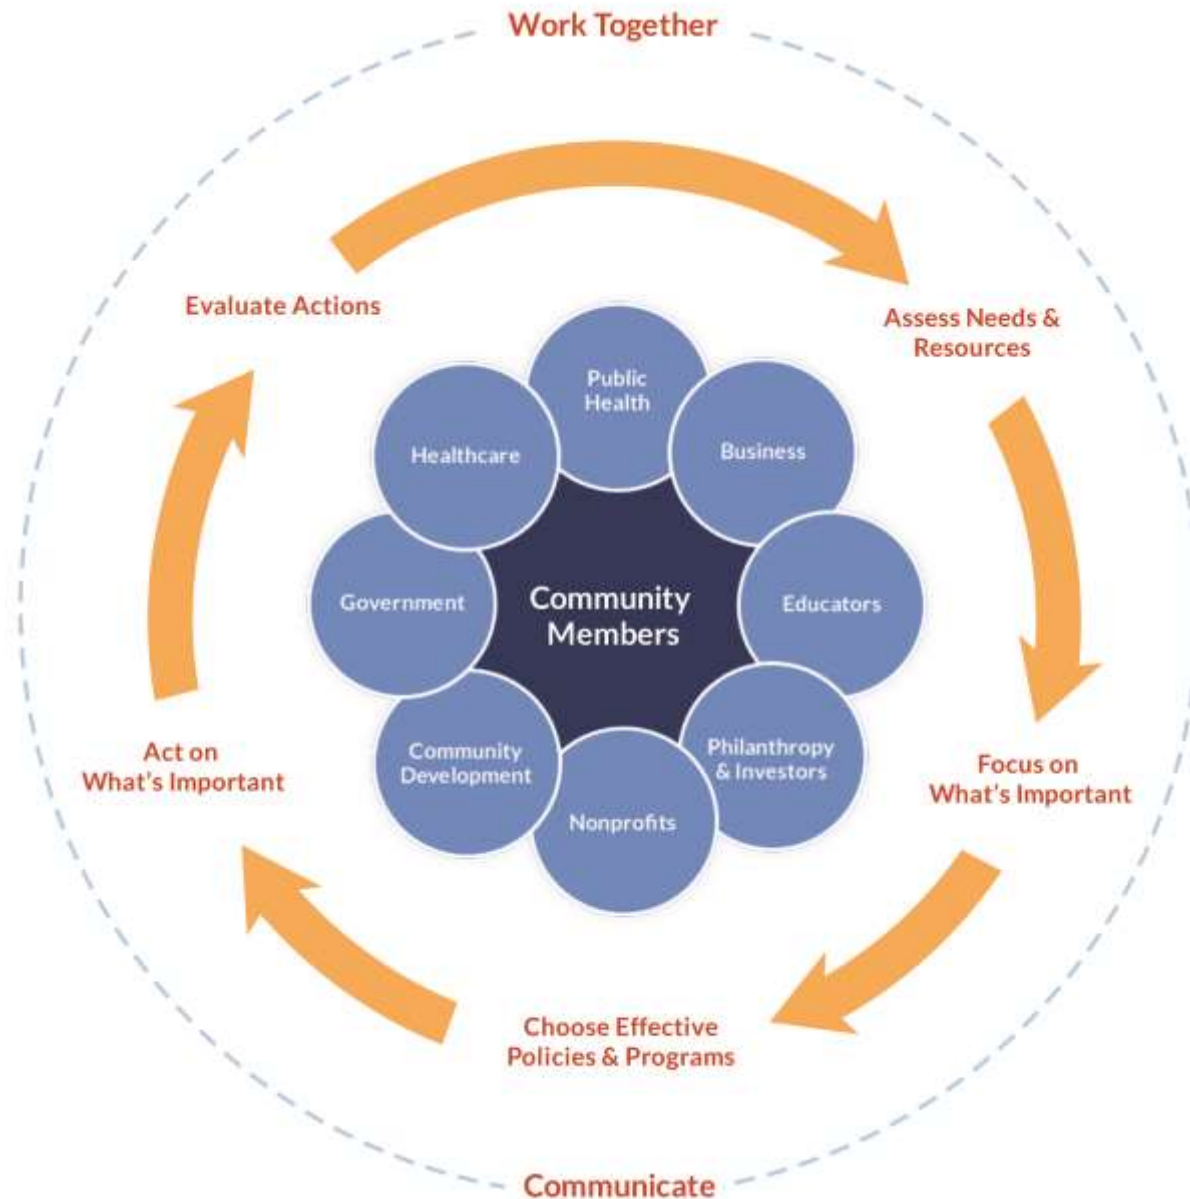 Work Together
Evaluate Actions
Assess Needs &
Resources
Public
Health
Healthcare
Business
Government
Community
Members
Educators
Community
Development
Philanthropy
& Investors
Nonprofits
Act on
What's Important
Focus on
What's Important
Choose Effective
Policies & Programs
Communicate